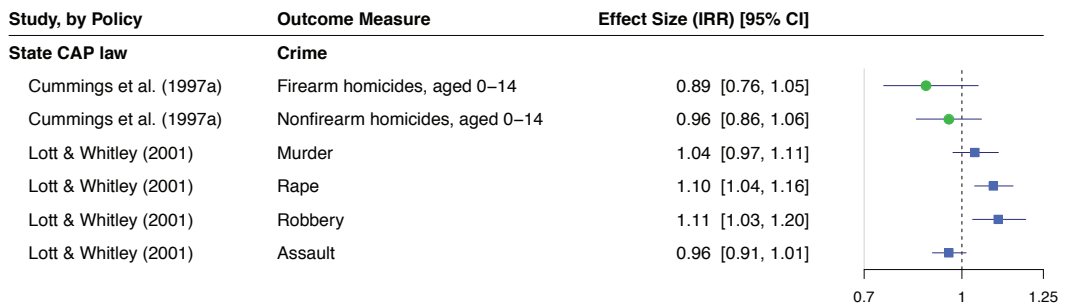 Study, by Policy Outcome Measure Effect Size (IRR) [95% CI]
State CAP law Crime
Cummings et al. (1997a) Firearm homicides, aged 0–14 0.89 [0.76, 1.05]
Cummings et al. (1997a) Nonfirearm homicides, aged 0–14 0.96 [0.86, 1.06]
Lott & Whitley (2001) Murder 1.04 [0.97, 1.11]
Lott & Whitley (2001) Rape 1.10 [1.04, 1.16]
Lott & Whitley (2001) Robbery 1.11 [1.03, 1.20]
Lott & Whitley (2001) Assault 0.96 [0.91, 1.01]
0.7 1 1.25